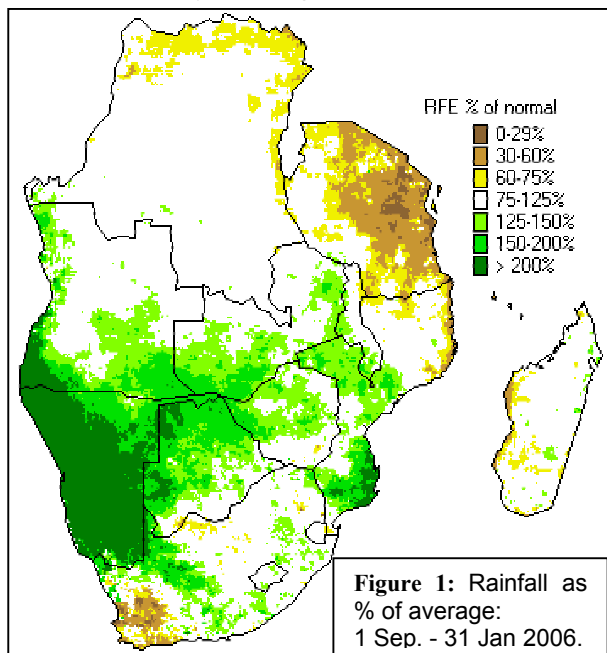 RFE % of normal
0-29%
30-60%
60-75%
75-125%
125-150%
150-200%
> 200%
Figure 1: Rainfall as
% of average:
1 Sep. - 31 Jan 2006.